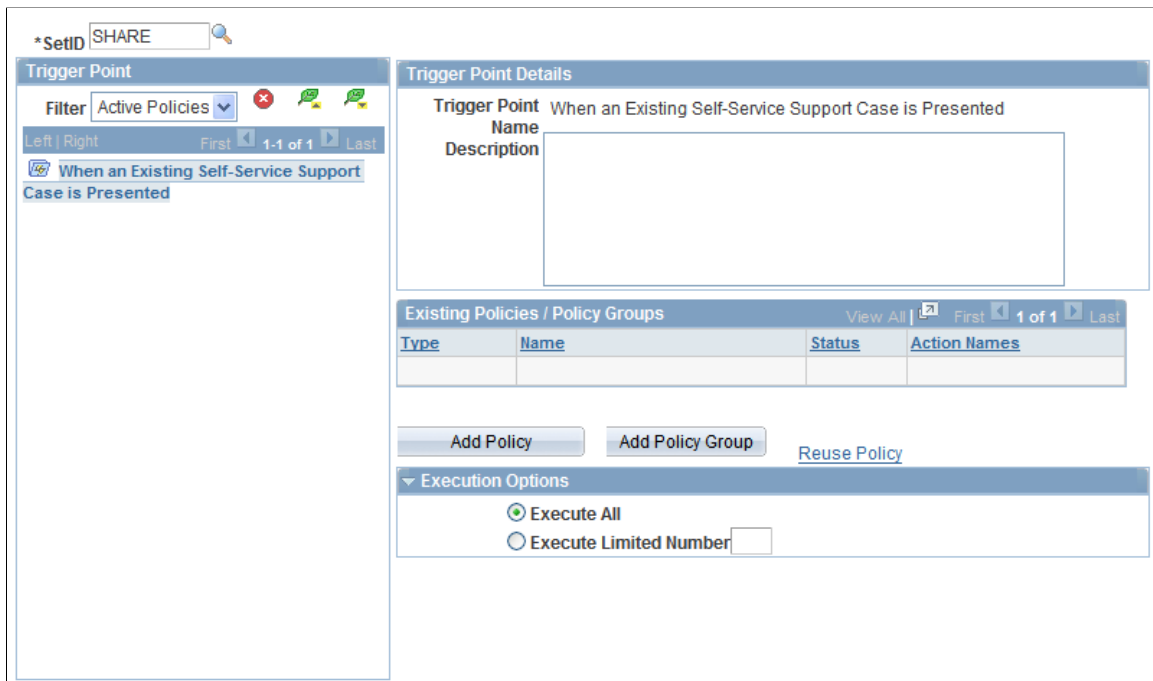 *SetID SHARE
Trigger Point
Filter Active Policies
Left | Right First 1-1 of 1 Last
When an Existing Self-Service Support
Case is Presented
Trigger Point Details
Trigger Point When an Existing Self-Service Support Case is Presented
Name
Description
Existing Policies / Policy Groups View All | First 1 of 1 Last
Type Name Status Action Names
Add Policy Add Policy Group Reuse Policy
Execution Options
Execute All
Execute Limited Number